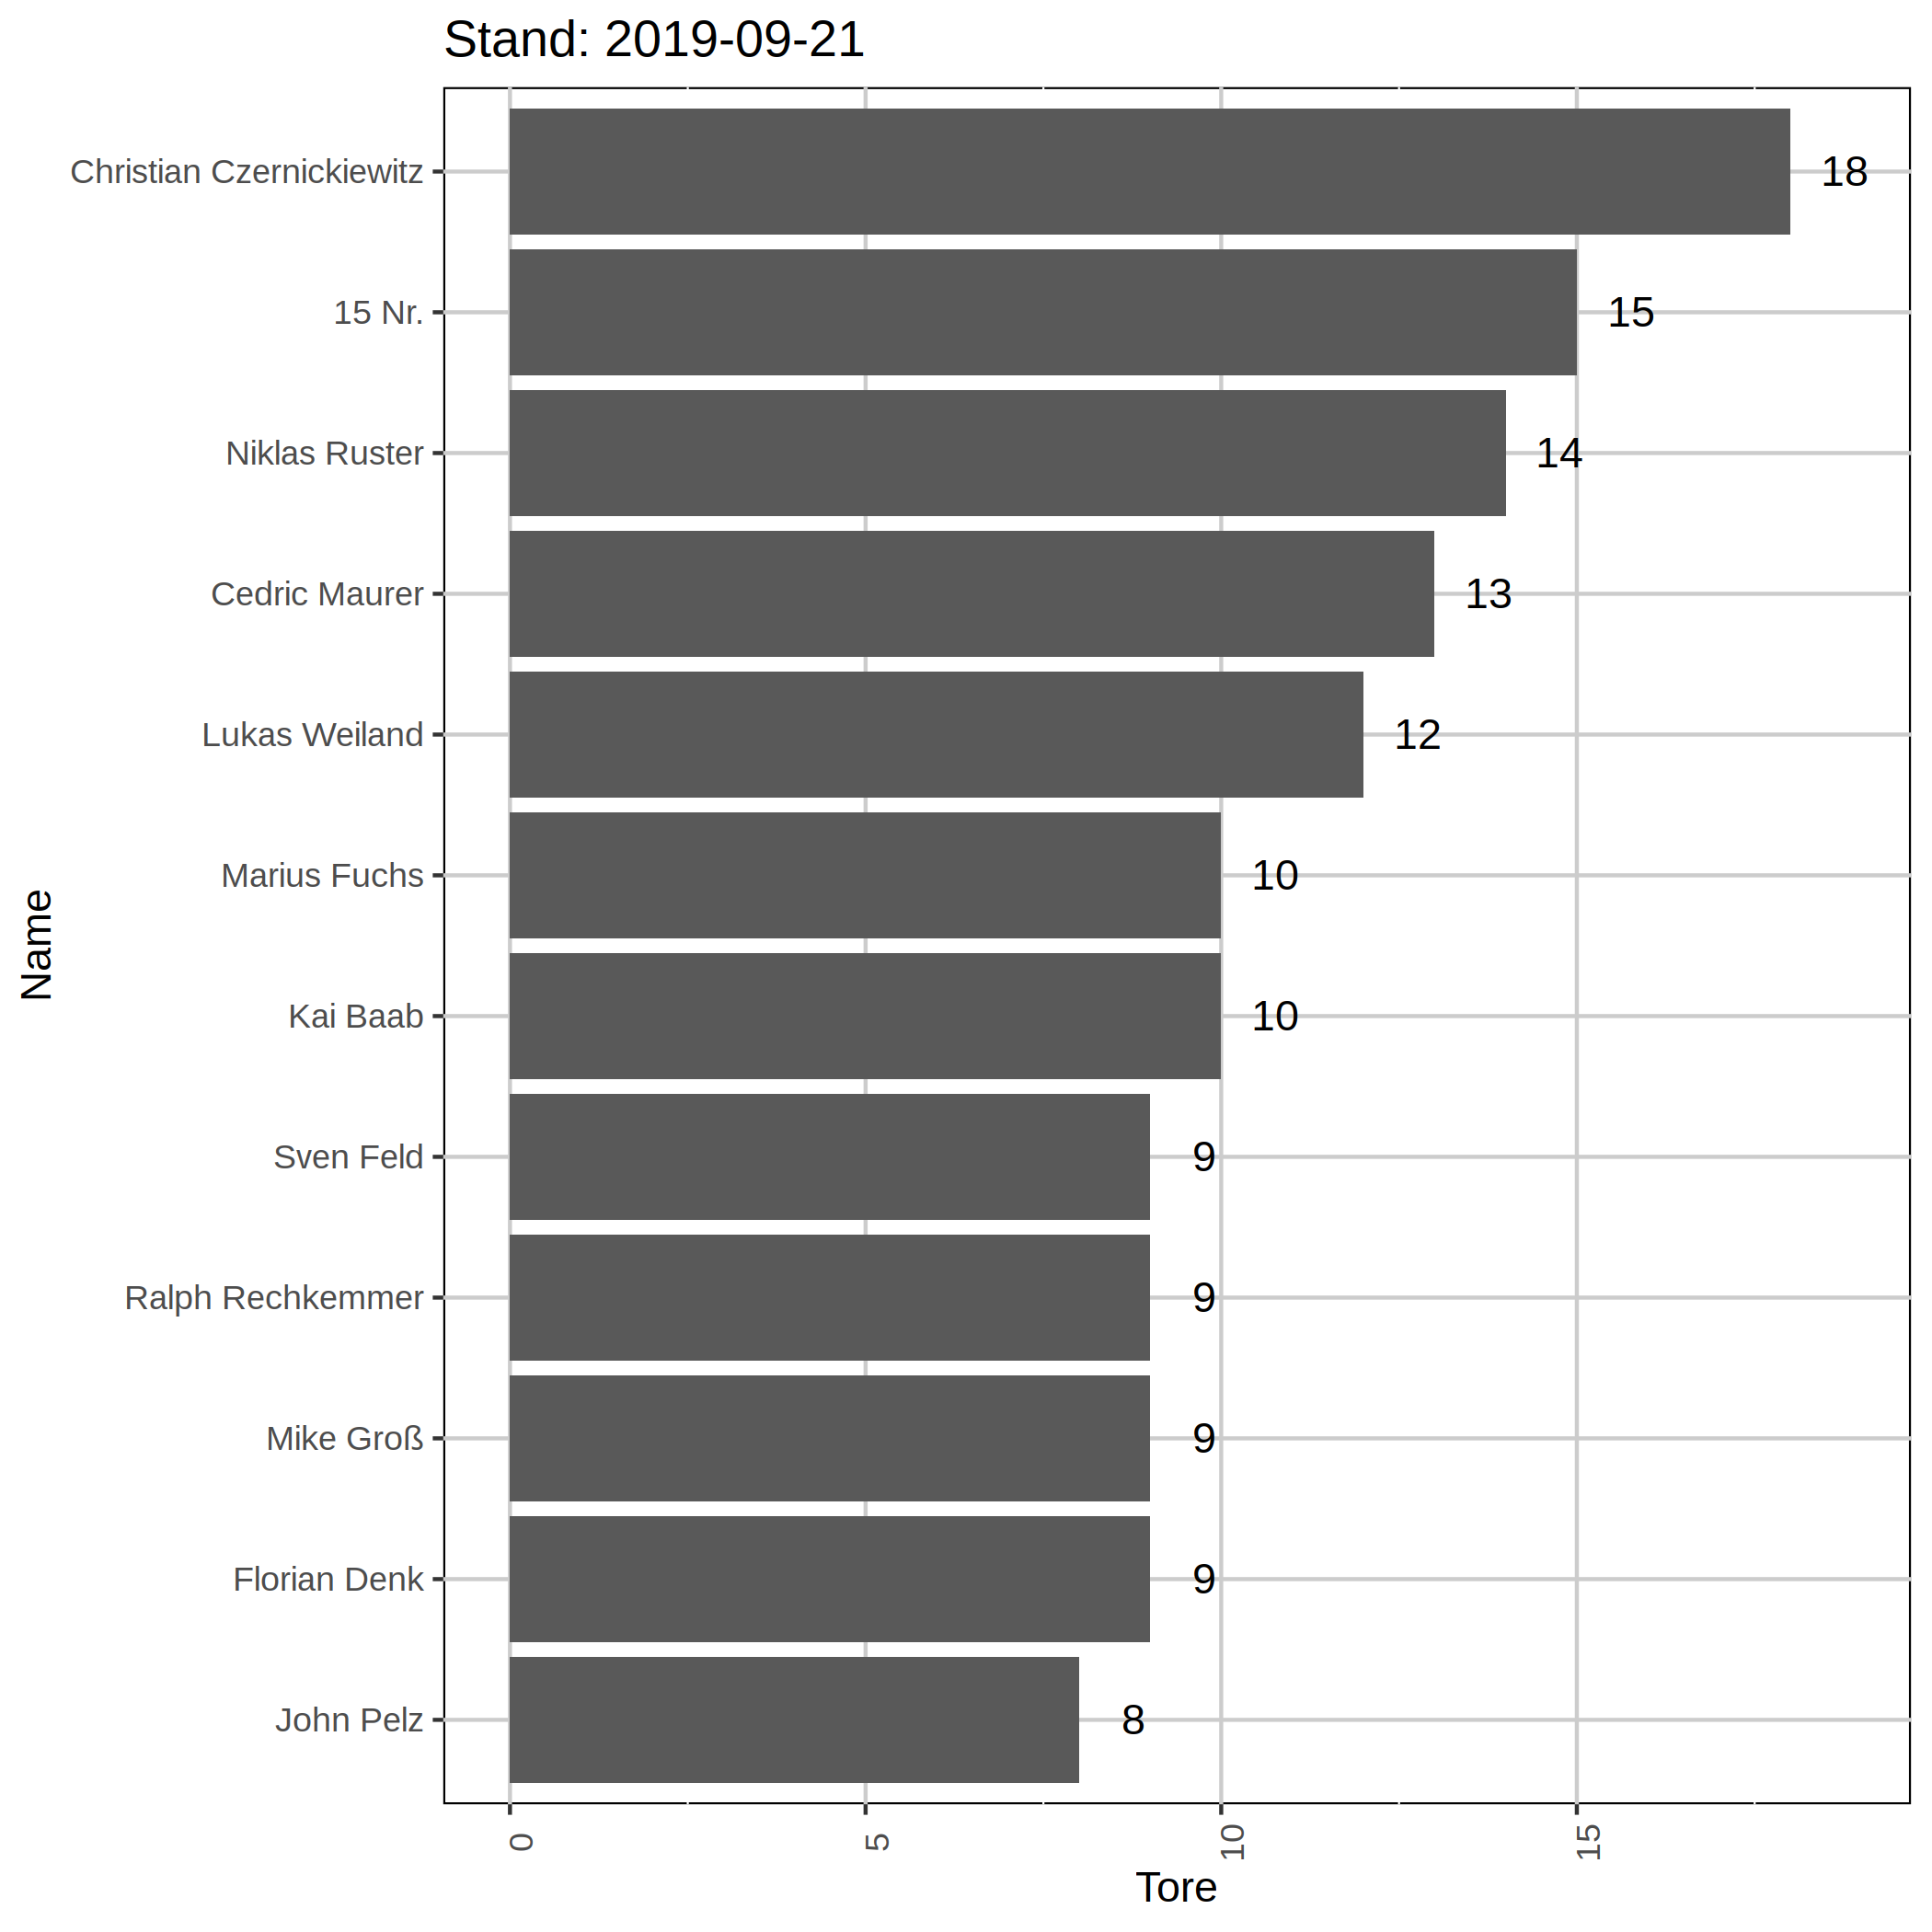 Stand: 2019-09-21
Name
Christian Czernickiewitz 18
15 Nr. 15
Niklas Ruster 14
Cedric Maurer 13
Lukas Weiland 12
Marius Fuchs 10
Kai Baab 10
Sven Feld 9
Ralph Rechkemmer 9
Mike Groß 9
Florian Denk 9
John Pelz 8
0 5 10 15
Tore